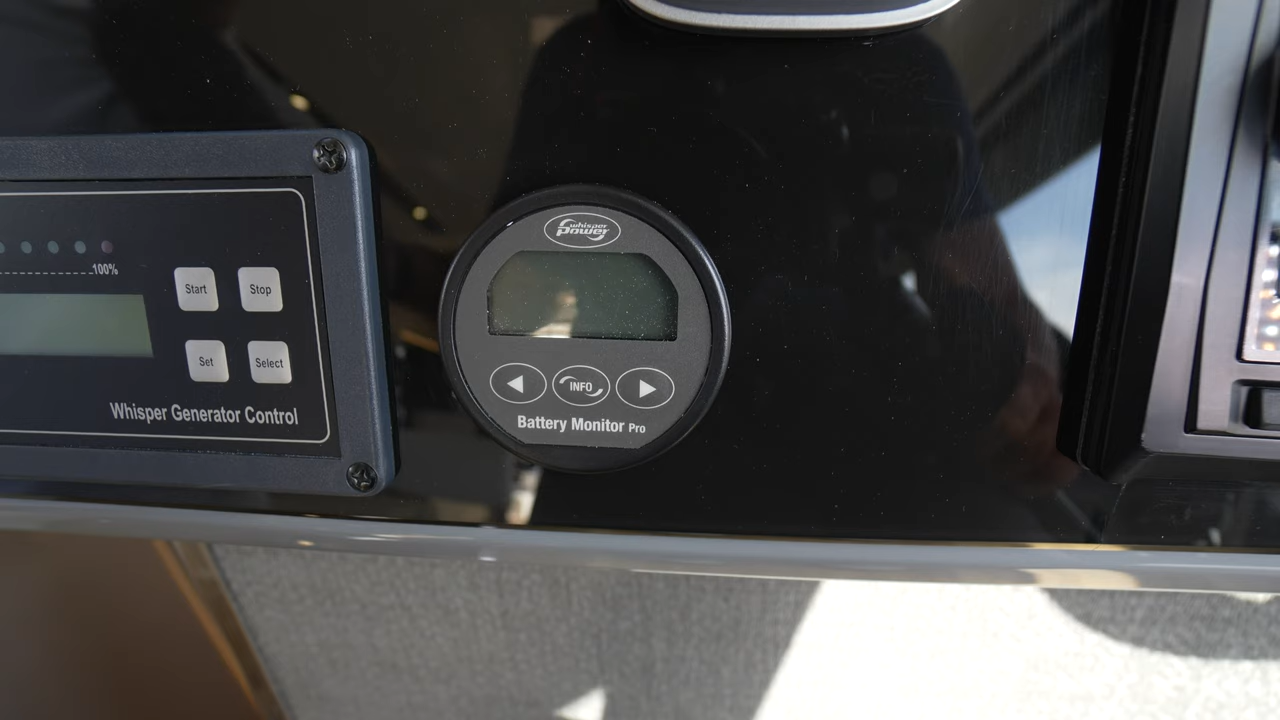 100%
Start
Stop
Set
Select
Whisper Generator Control
whisper
power
INFO
Battery Monitor Pro